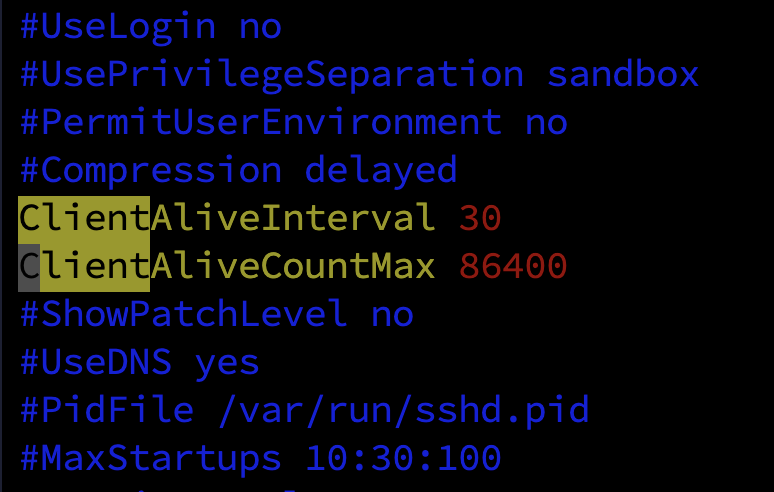 #UseLogin no
#UsePrivilegeSeparation sandbox
#PermitUserEnvironment no
#Compression delayed
ClientAliveInterval 30
ClientAliveCountMax 86400
#ShowPatchLevel no
#UseDNS yes
#PidFile /var/run/sshd.pid
#MaxStartups 10:30:100